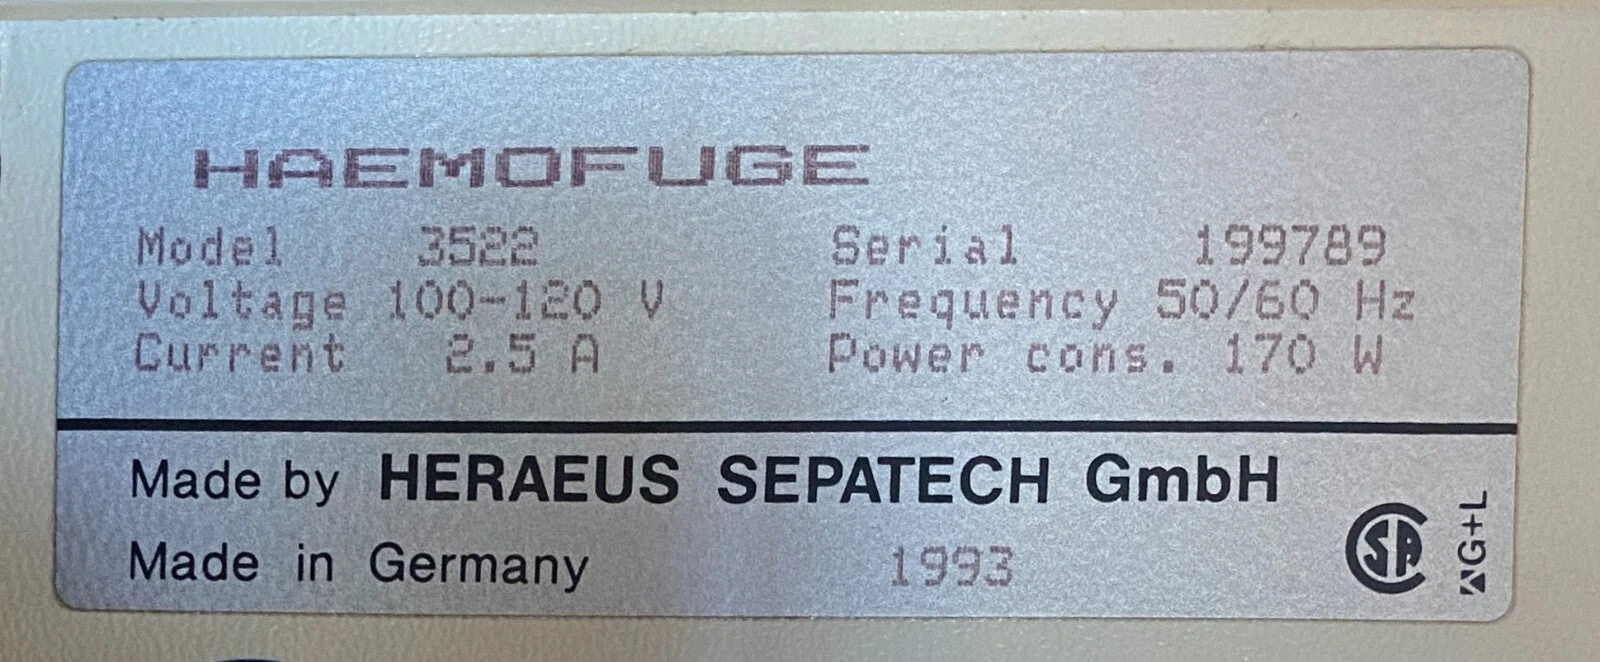 HAEMOFUGE
Model 3522 Serial 199789
Voltage 100-120 V Frequency 50/60 Hz
Current 2.5 A Power cons. 170 W
Made by HERAEUS SEPATECH GmbH
Made in Germany 1993
SA
G+L